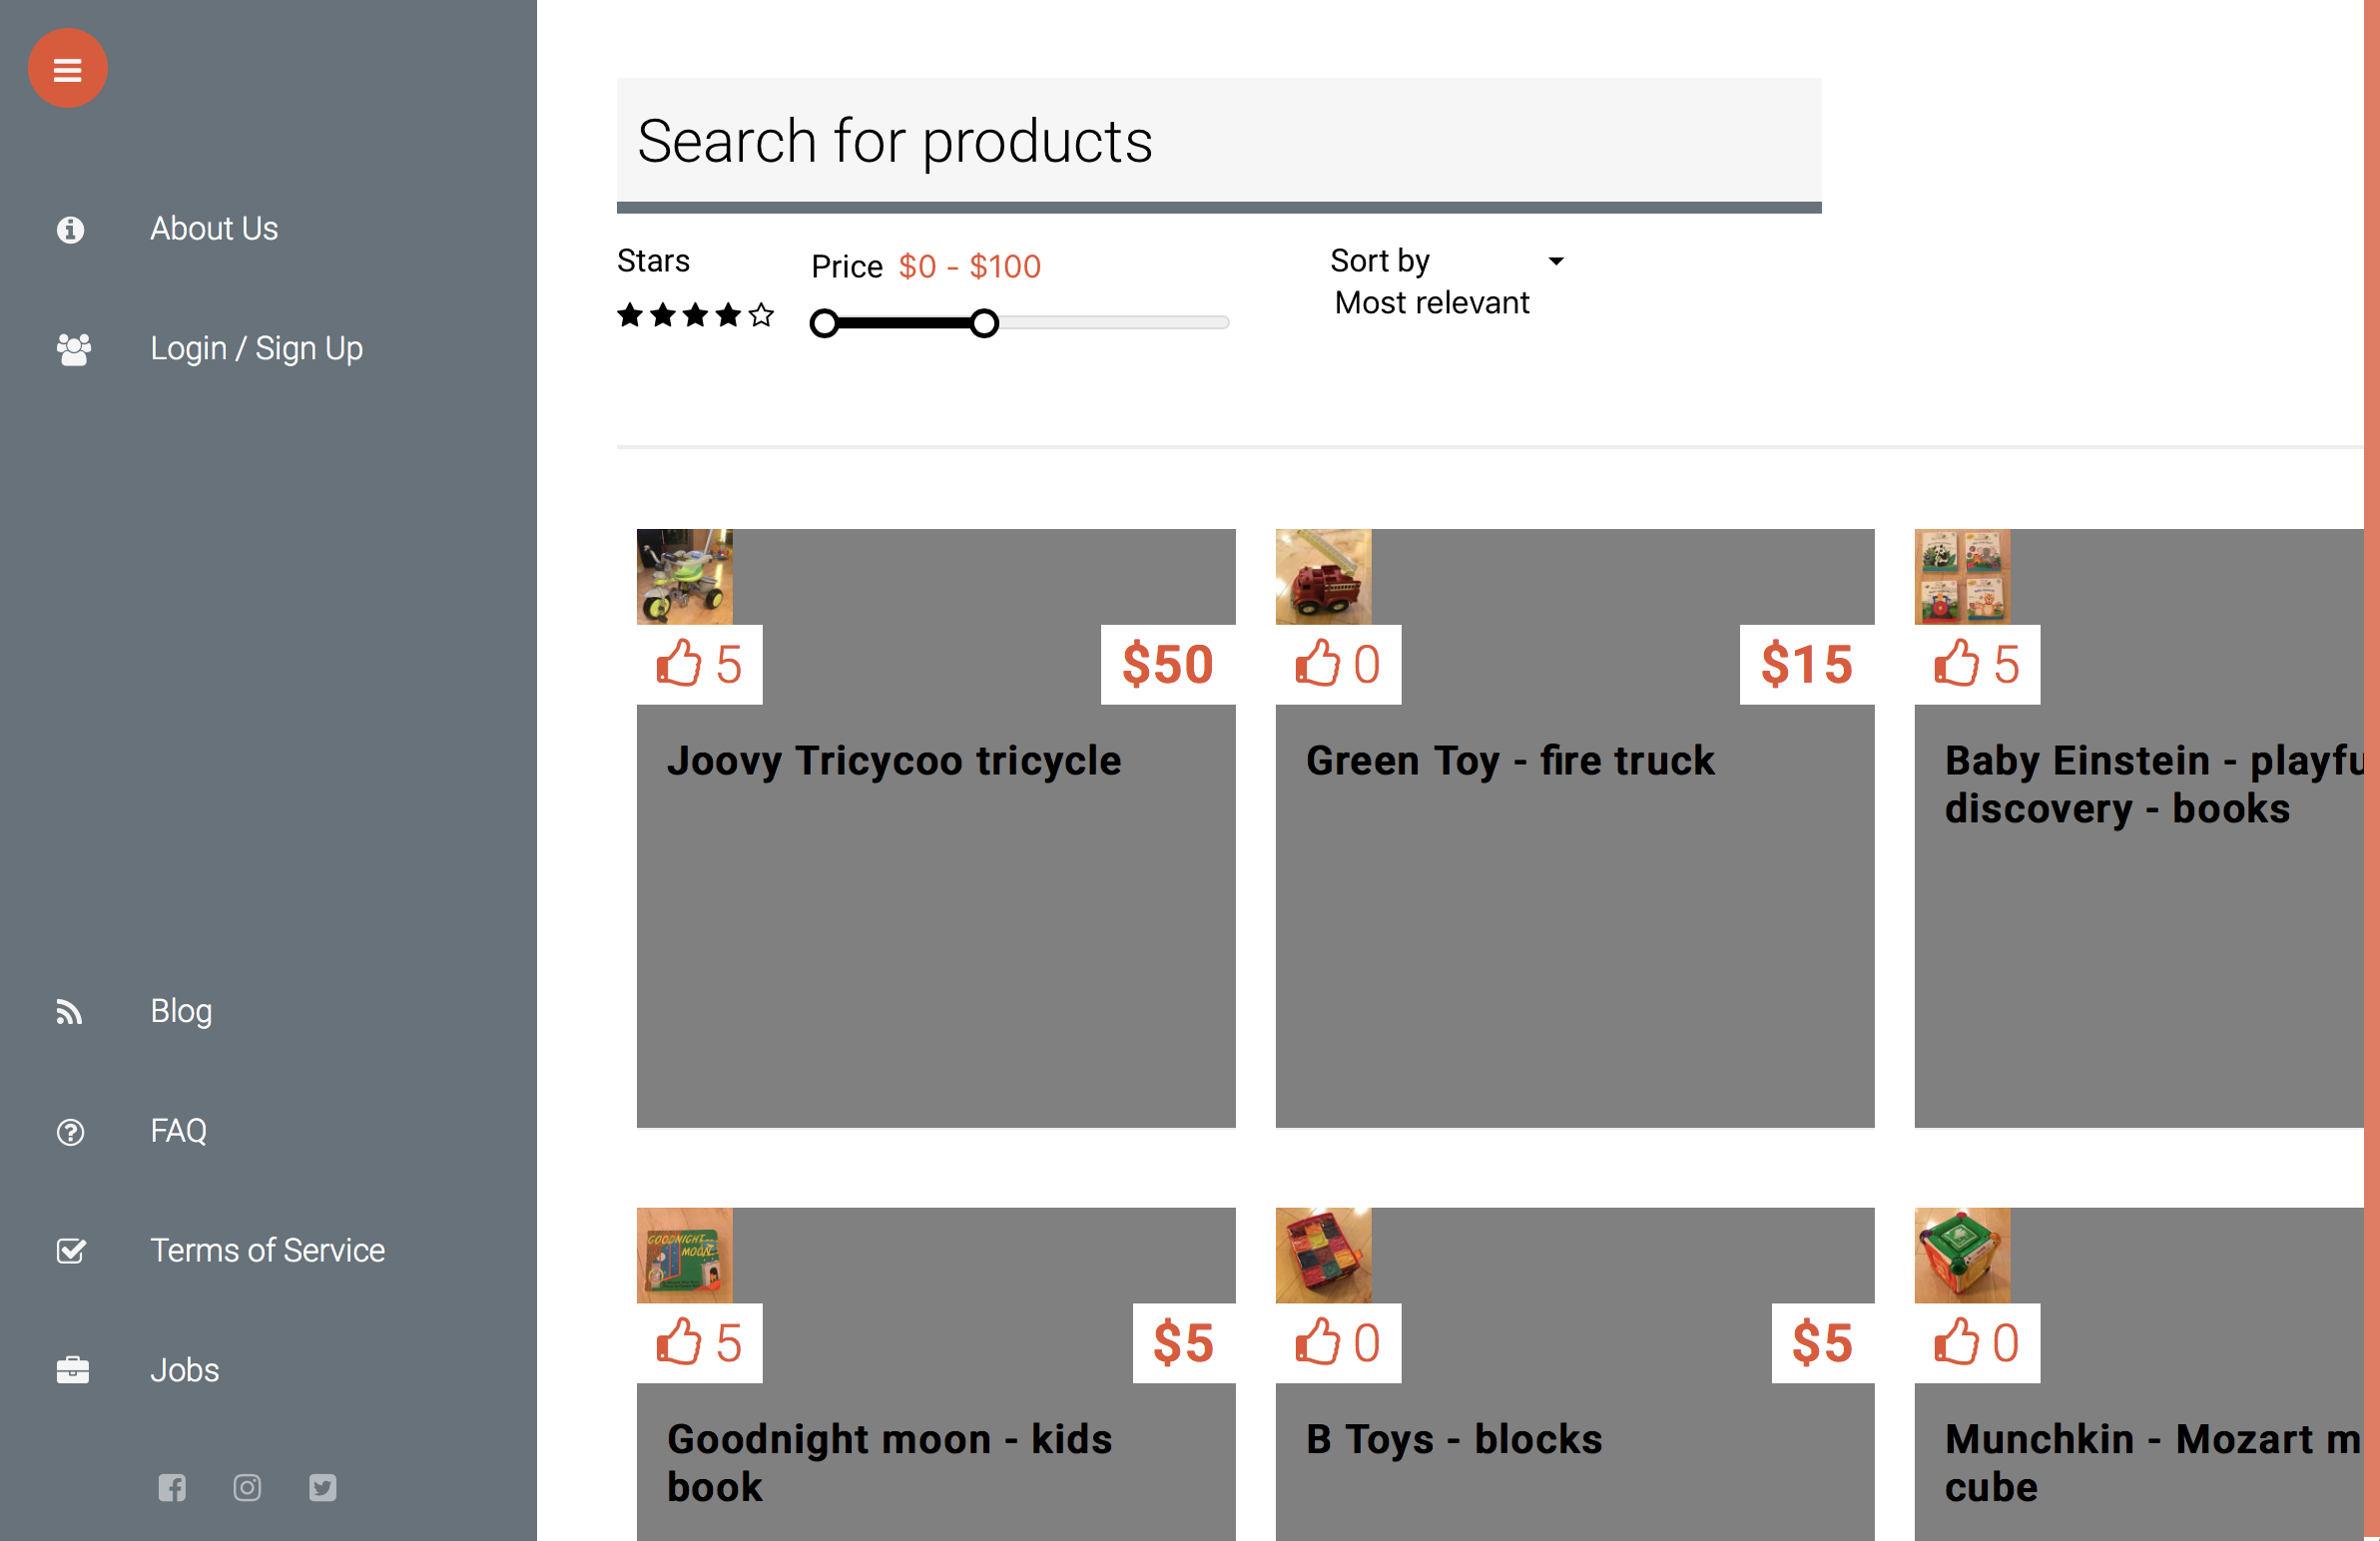 About Us
Login / Sign Up
Blog
FAQ
Terms of Service
Jobs
Search for products
Stars
Price $0 - $100
Sort by
Most relevant
5
$50
Joovy Tricycoo tricycle
0
$15
Green Toy - fire truck
5
Baby Einstein - playfu
discovery - books
GOODNIGHT
MOON
5
$5
Goodnight moon - kids
book
0
$5
B Toys - blocks
0
Munchkin - Mozart m
cube